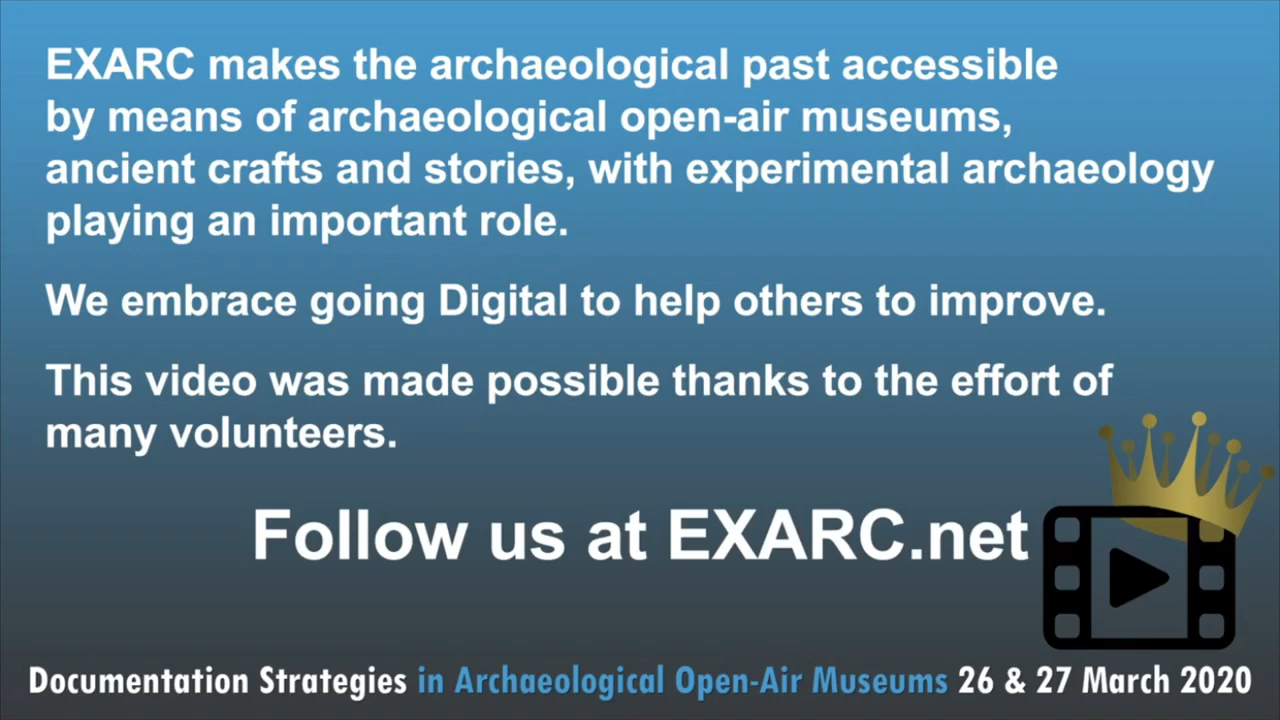 EXARC makes the archaeological past accessible
by means of archaeological open-air museums,
ancient crafts and stories, with experimental archaeology
playing an important role.
We embrace going Digital to help others to improve.
This video was made possible thanks to the effort of
many volunteers.
Follow us at EXARC.net
Documentation Strategies in Archaeological Open-Air Museums 26 & 27 March 2020